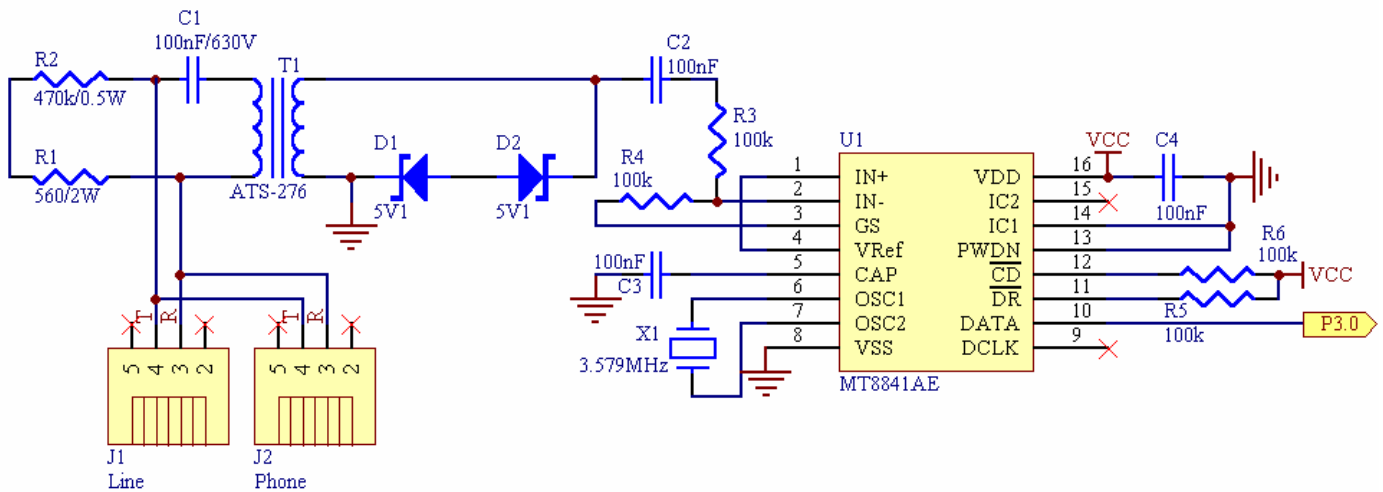 R2
470k/0.5W
C1
100nF/630V
T1
ATS-276
R1
560/2W
D1
5V1
D2
5V1
C2
100nF
R3
100k
R4
100k
100nF
C3
X1
3.579MHz
U1
1 IN+
2 IN-
3 GS
4 VRef
5 CAP
6 OSC1
7 OSC2
8 VSS
VDD 16
IC2 15
IC1 14
PWDN 13
CD 12
DR 11
DATA 10
DCLK 9
MT8841AE
VCC
C4
100nF
R6
100k
VCC
R5
100k
P3.0
T R
5 4 3 2
J1
Line
T R
5 4 3 2
J2
Phone